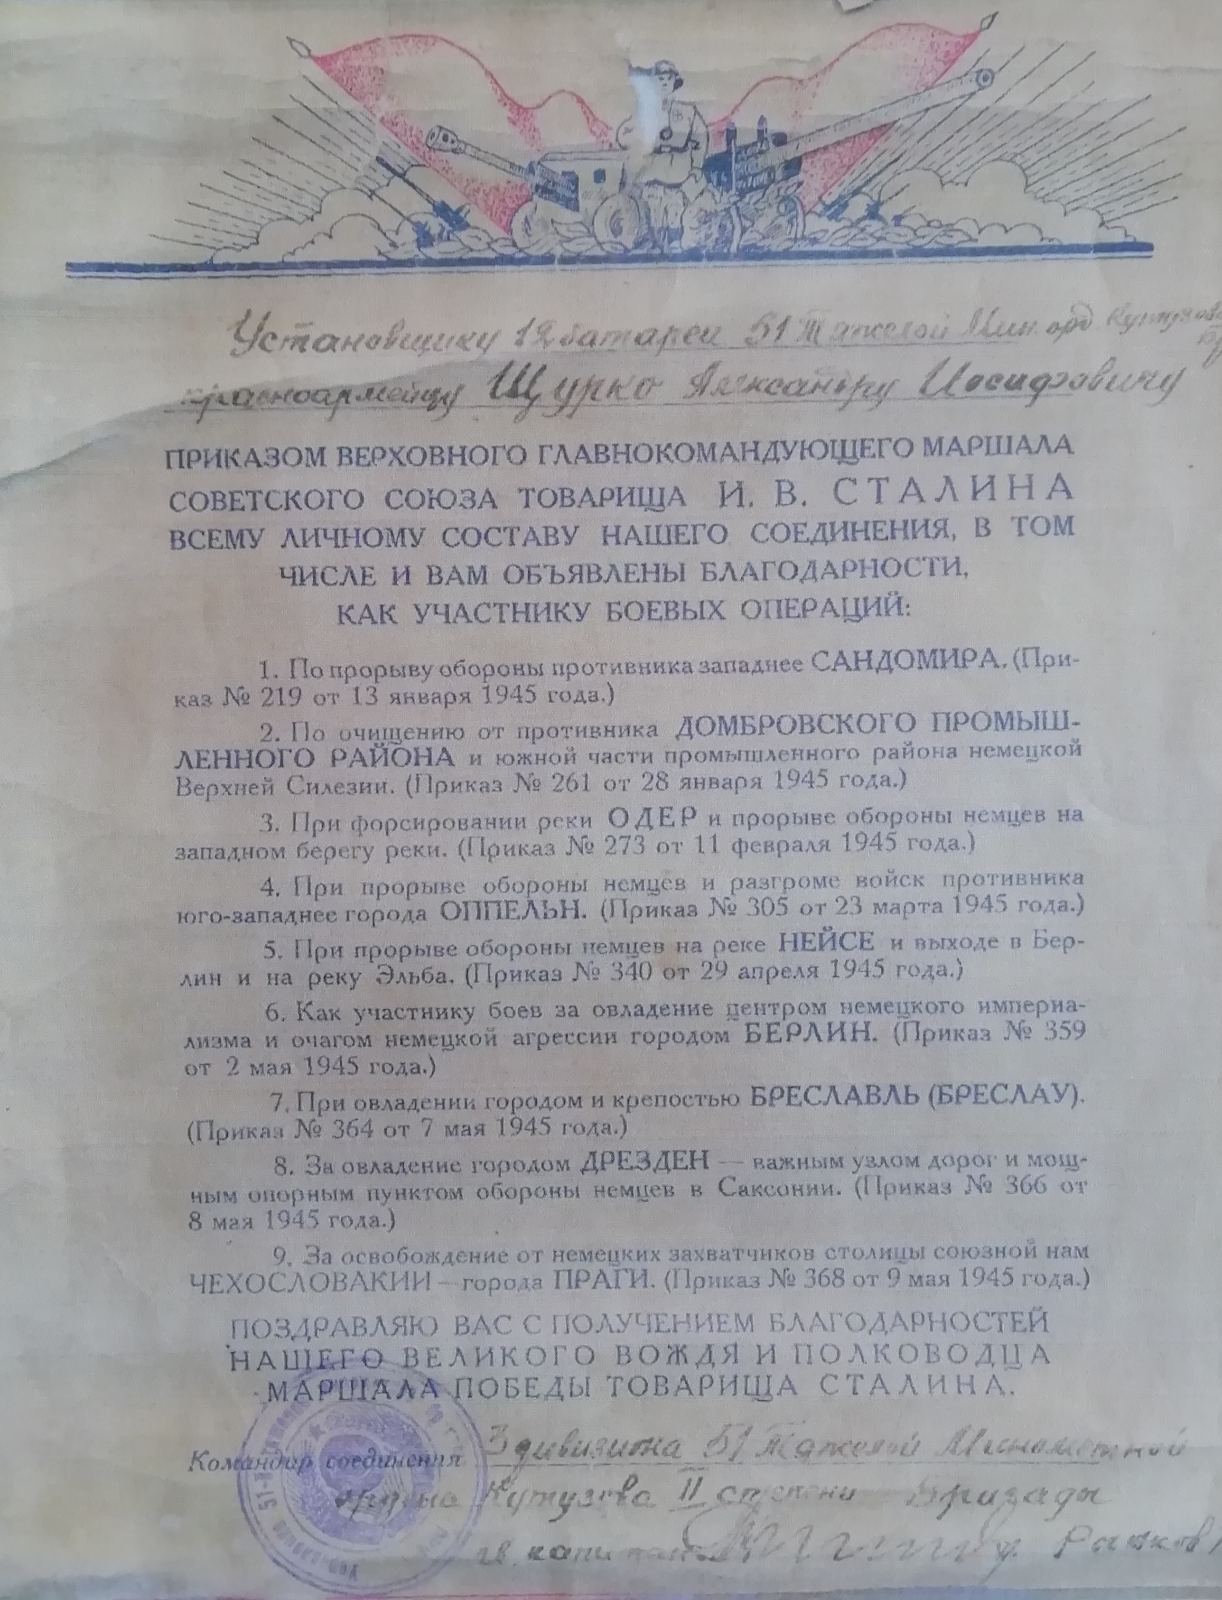 Установщику 12 батареи 51 Тяжелой Мин. орд. Кутузова
красноармейцу Щурко Александру Иосифовичу
ПРИКАЗОМ ВЕРХОВНОГО ГЛАВНОКОМАНДУЮЩЕГО МАРШАЛА
СОВЕТСКОГО СОЮЗА ТОВАРИЩА И. В. СТАЛИНА
ВСЕМУ ЛИЧНОМУ СОСТАВУ НАШЕГО СОЕДИНЕНИЯ, В ТОМ
ЧИСЛЕ И ВАМ ОБЪЯВЛЕНЫ БЛАГОДАРНОСТИ,
КАК УЧАСТНИКУ БОЕВЫХ ОПЕРАЦИЙ:
1. По прорыву обороны противника западнее САНДОМИРА. (При-
каз № 219 от 13 января 1945 года.)
2. По очищению от противника ДОМБРОВСКОГО ПРОМЫШ-
ЛЕННОГО РАЙОНА и южной части промышленного района немецкой
Верхней Силезии. (Приказ № 261 от 28 января 1945 года.)
3. При форсировании реки ОДЕР и прорыве обороны немцев на
западном берегу реки. (Приказ № 273 от 11 февраля 1945 года.)
4. При прорыве обороны немцев и разгроме войск противника
юго-западнее города ОППЕЛЬН. (Приказ № 305 от 23 марта 1945 года.)
5. При прорыве обороны немцев на реке НЕЙСЕ и выходе в Бер-
лин и на реку Эльба. (Приказ № 340 от 29 апреля 1945 года.)
6. Как участнику боев за овладение центром немецкого империа-
лизма и очагом немецкой агрессии городом БЕРЛИН. (Приказ № 359
от 2 мая 1945 года.)
7. При овладении городом и крепостью БРЕСЛАВЛЬ (БРЕСЛАУ).
(Приказ № 364 от 7 мая 1945 года.)
8. За овладение городом ДРЕЗДЕН — важным узлом дорог и мощ-
ным опорным пунктом обороны немцев в Саксонии. (Приказ № 366 от
8 мая 1945 года.)
9. За освобождение от немецких захватчиков столицы союзной нам
ЧЕХОСЛОВАКИИ — города ПРАГИ. (Приказ № 368 от 9 мая 1945 года.)
ПОЗДРАВЛЯЮ ВАС С ПОЛУЧЕНИЕМ БЛАГОДАРНОСТЕЙ
НАШЕГО ВЕЛИКОГО ВОЖДЯ И ПОЛКОВОДЦА
МАРШАЛА ПОБЕДЫ ТОВАРИЩА СТАЛИНА.
Командир соединения 3 дивизиона 51 Тяжелой Минометной
ордена Кутузова II степени Бригады
гв. капитан